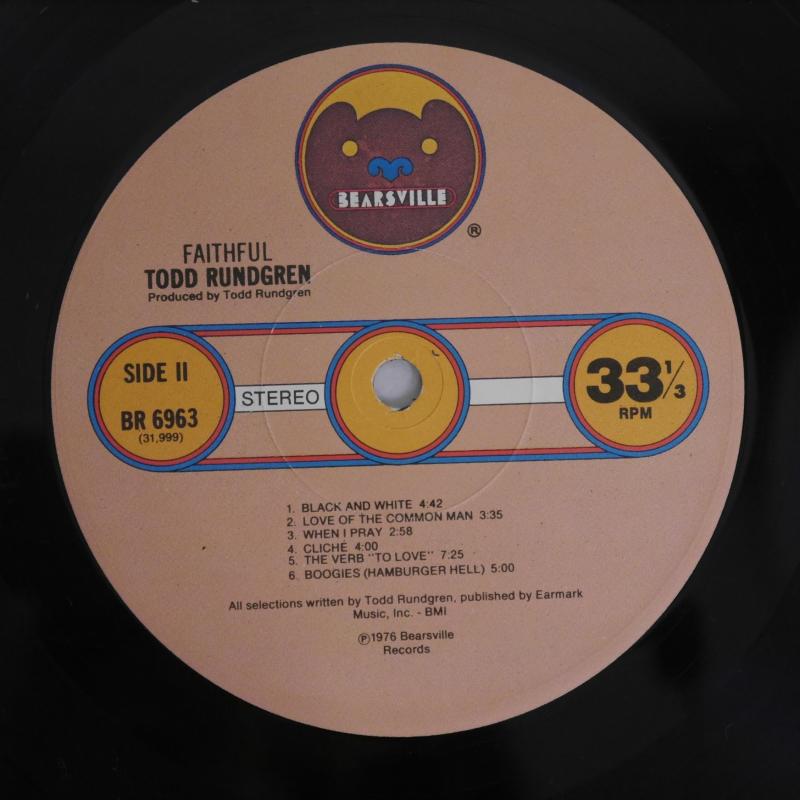 BEARSVILLE
®
FAITHFUL
TODD RUNDGREN
Produced by Todd Rundgren
SIDE II
BR 6963
(31,999)
STEREO
33 1/3
RPM
1. BLACK AND WHITE 4:42
2. LOVE OF THE COMMON MAN 3:35
3. WHEN I PRAY 2:58
4. CLICHÉ 4:00
5. THE VERB "TO LOVE" 7:25
6. BOOGIES (HAMBURGER HELL) 5:00
All selections written by Todd Rundgren, published by Earmark
Music, Inc. - BMI
℗1976 Bearsville
Records